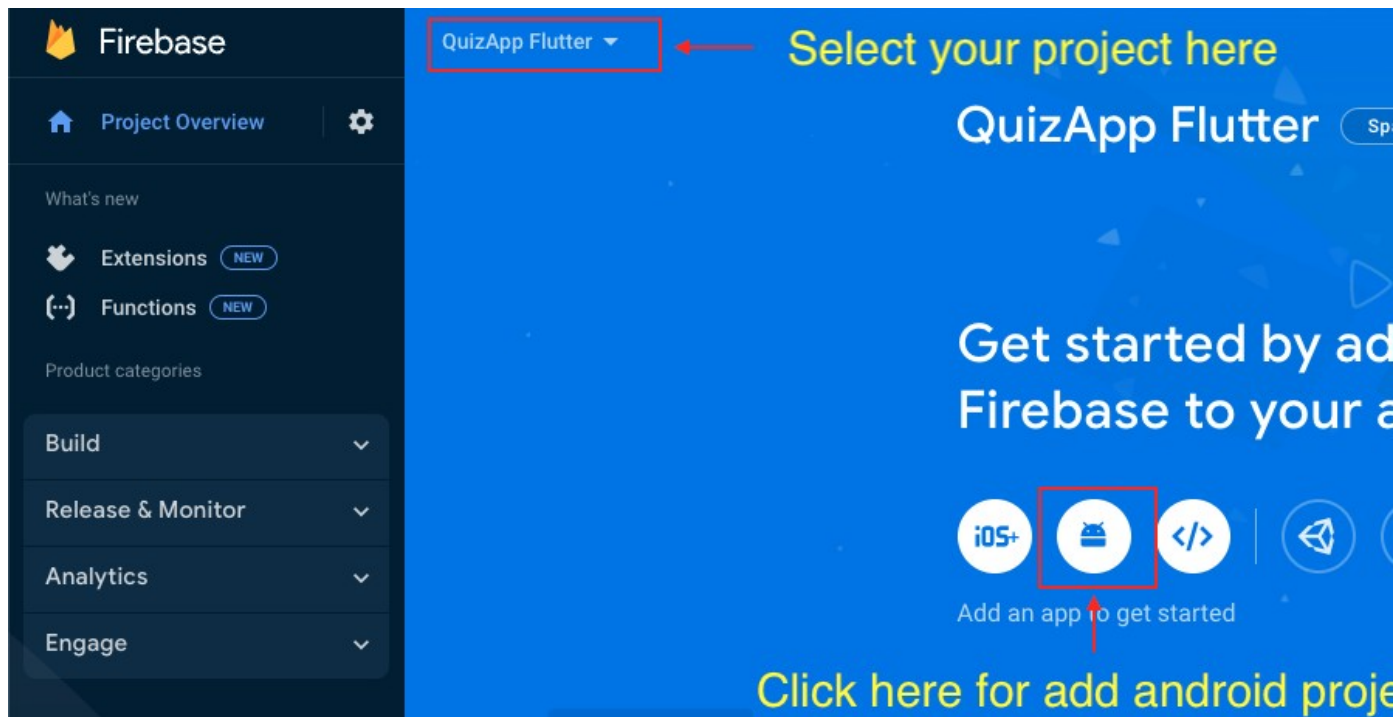 Firebase
QuizApp Flutter
Select your project here
Project Overview
QuizApp Flutter
What's new
Extensions NEW
Functions NEW
Product categories
Get started by
Firebase to your
Build
Release & Monitor
Analytics
Engage
iOS+
</>
Add an app to get started
Click here for add android